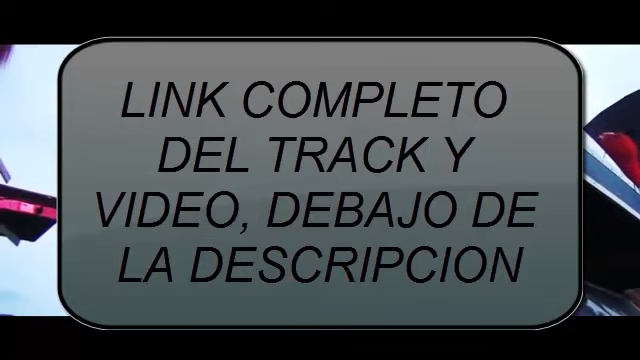 LINK COMPLETO
DEL TRACK Y
VIDEO, DEBAJO DE
LA DESCRIPCION